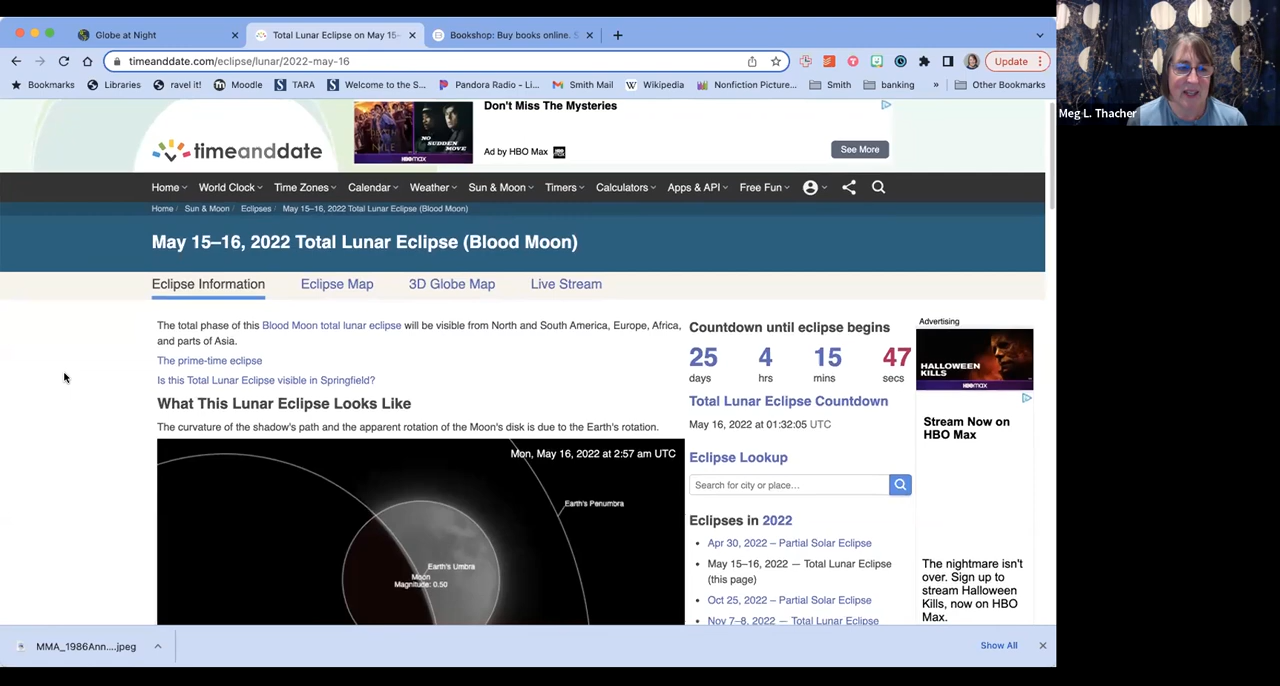 Globe at Night
Total Lunar Eclipse on May 15-
Bookshop: Buy books online. S
timeanddate.com/eclipse/lunar/2022-may-16
Update
Bookmarks
Libraries
ravel it!
Moodle
TARA
Welcome to the S...
Pandora Radio – Li...
Smith Mail
Wikipedia
Nonfiction Picture...
Smith
banking
»
Other Bookmarks
Meg L. Thacher
timeanddate
NILE
NO SUDDEN MOVE
HBOMAX
Don't Miss The Mysteries
Ad by HBO Max
See More
Home
World Clock
Time Zones
Calendar
Weather
Sun & Moon
Timers
Calculators
Apps & API
Free Fun
Home / Sun & Moon / Eclipses / May 15–16, 2022 Total Lunar Eclipse (Blood Moon)
May 15–16, 2022 Total Lunar Eclipse (Blood Moon)
Eclipse Information
Eclipse Map
3D Globe Map
Live Stream
The total phase of this Blood Moon total lunar eclipse will be visible from North and South America, Europe, Africa,
and parts of Asia.
The prime-time eclipse
Is this Total Lunar Eclipse visible in Springfield?
What This Lunar Eclipse Looks Like
The curvature of the shadow's path and the apparent rotation of the Moon's disk is due to the Earth's rotation.
Mon, May 16, 2022 at 2:57 am UTC
Earth's Penumbra
Earth's Umbra
Moon
Magnitude: 0.50
Countdown until eclipse begins
25 4 15 47
days hrs mins secs
Total Lunar Eclipse Countdown
May 16, 2022 at 01:32:05 UTC
Eclipse Lookup
Search for city or place...
Eclipses in 2022
• Apr 30, 2022 – Partial Solar Eclipse
• May 15–16, 2022 — Total Lunar Eclipse
(this page)
• Oct 25, 2022 – Partial Solar Eclipse
• Nov 7–8, 2022 — Total Lunar Eclipse
Advertising
HALLOWEEN
KILLS
HBOMAX
Stream Now on
HBO Max
The nightmare isn't
over. Sign up to
stream Halloween
Kills, now on HBO
Max.
MMA_1986Ann....jpeg
Show All